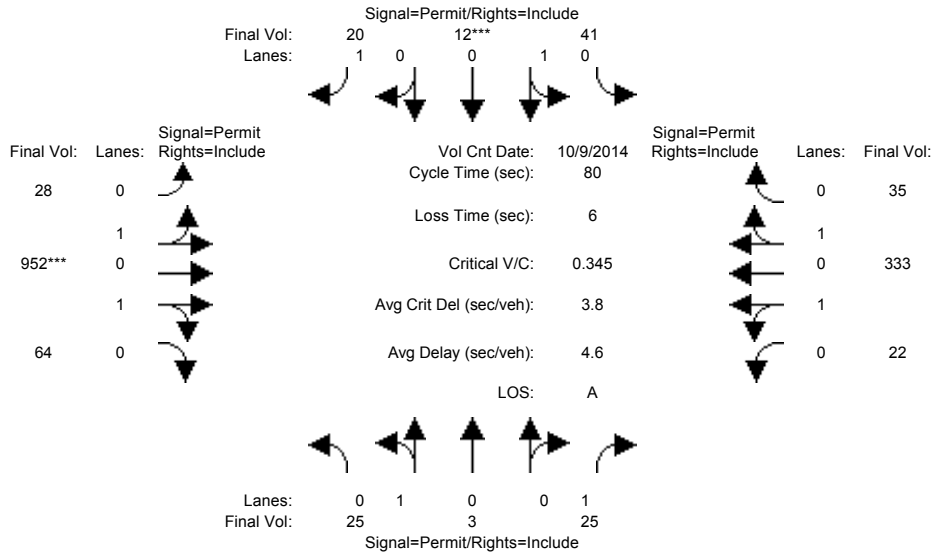 Signal=Permit/Rights=Include
Final Vol: 20 12*** 41
Lanes: 1 0 0 1 0
Signal=Permit Signal=Permit
Final Vol: Lanes: Rights=Include Vol Cnt Date: 10/9/2014 Rights=Include Lanes: Final Vol:
Cycle Time (sec): 80
28 0 0 35
Loss Time (sec): 6
1 1
952*** 0 Critical V/C: 0.345 0 333
1 Avg Crit Del (sec/veh): 3.8 1
64 0 Avg Delay (sec/veh): 4.6 0 22
LOS: A
Lanes: 0 1 0 0 1
Final Vol: 25 3 25
Signal=Permit/Rights=Include